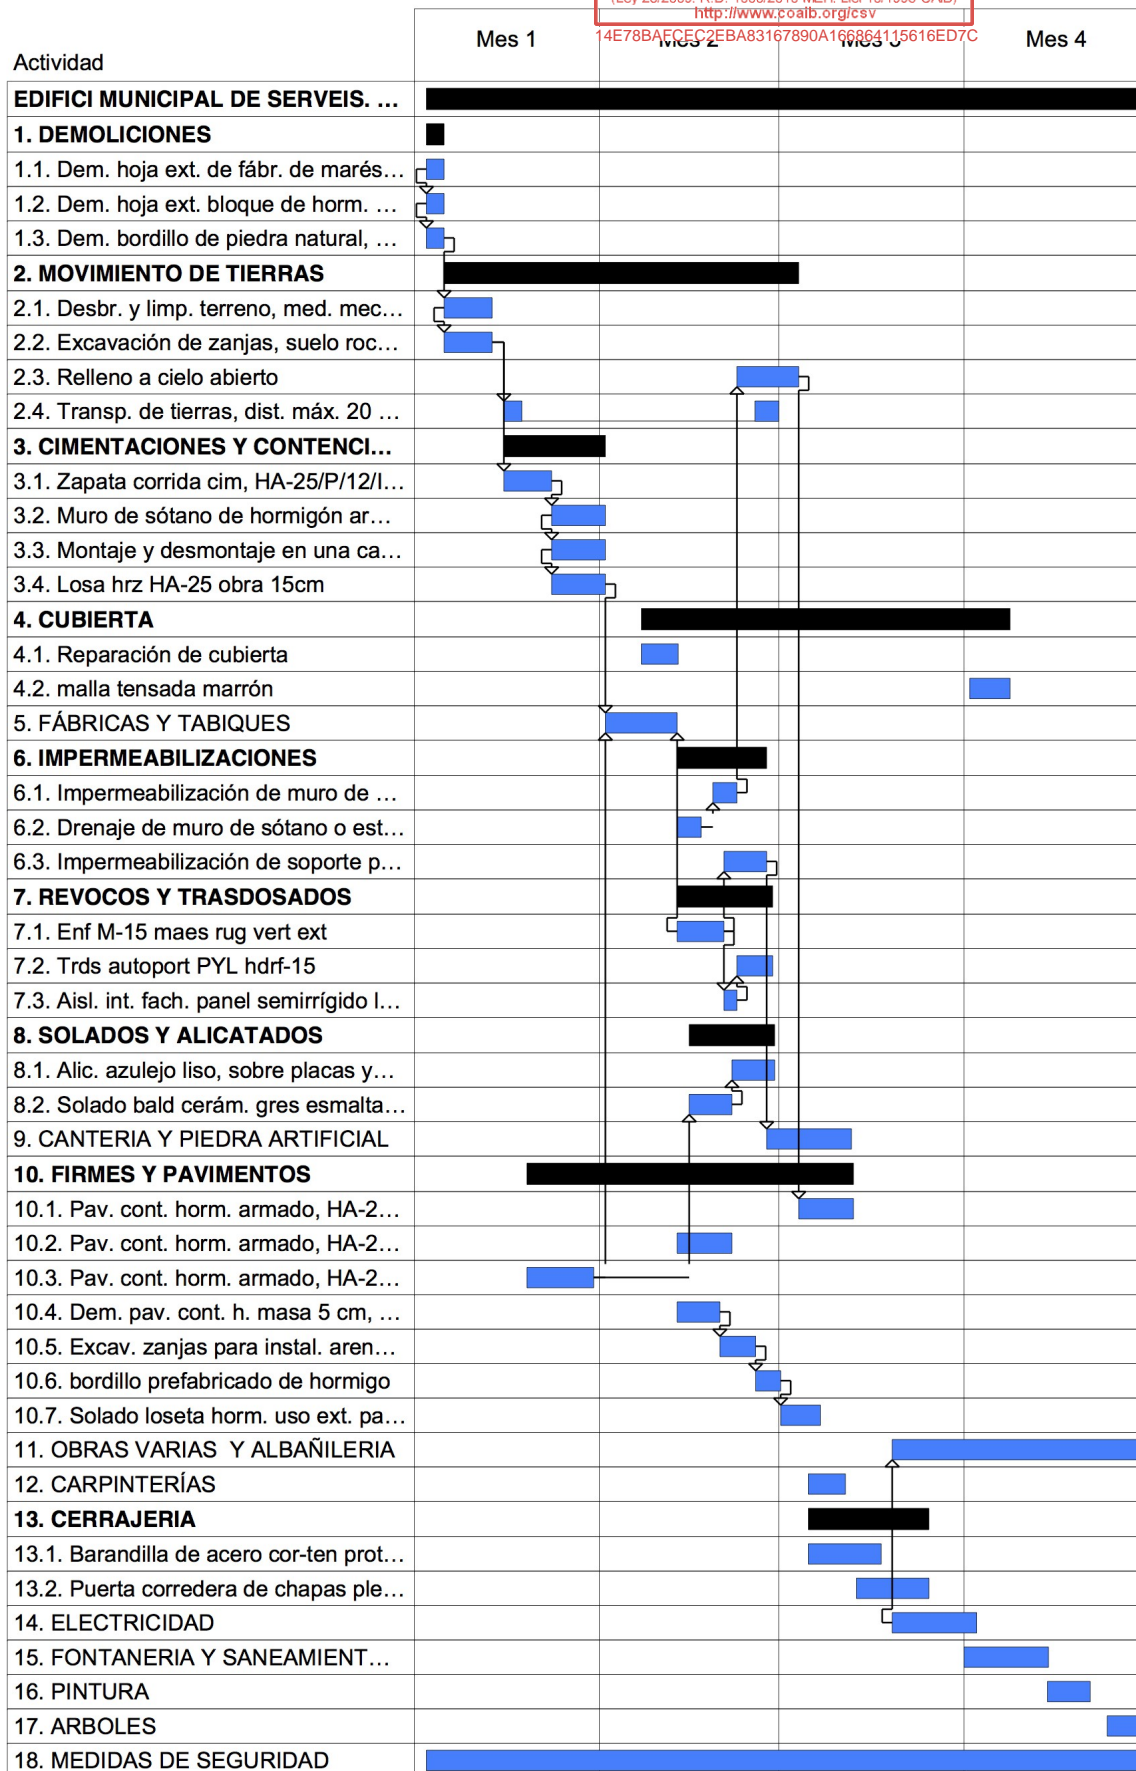 http://www.coaib.org/csv
14E78BAFCEC2EBA83167890A166864115616ED7C
Mes 1
Mes 2
Mes 3
Mes 4
Actividad
EDIFICI MUNICIPAL DE SERVEIS. ...
1. DEMOLICIONES
1.1. Dem. hoja ext. de fábr. de marés...
1.2. Dem. hoja ext. bloque de horm. ...
1.3. Dem. bordillo de piedra natural, ...
2. MOVIMIENTO DE TIERRAS
2.1. Desbr. y limp. terreno, med. mec...
2.2. Excavación de zanjas, suelo roc...
2.3. Relleno a cielo abierto
2.4. Transp. de tierras, dist. máx. 20 ...
3. CIMENTACIONES Y CONTENCI...
3.1. Zapata corrida cim, HA-25/P/12/I...
3.2. Muro de sótano de hormigón ar...
3.3. Montaje y desmontaje en una ca...
3.4. Losa hrz HA-25 obra 15cm
4. CUBIERTA
4.1. Reparación de cubierta
4.2. malla tensada marrón
5. FÁBRICAS Y TABIQUES
6. IMPERMEABILIZACIONES
6.1. Impermeabilización de muro de ...
6.2. Drenaje de muro de sótano o est...
6.3. Impermeabilización de soporte p...
7. REVOCOS Y TRASDOSADOS
7.1. Enf M-15 maes rug vert ext
7.2. Trds autoport PYL hdrf-15
7.3. Aisl. int. fach. panel semirrígido l...
8. SOLADOS Y ALICATADOS
8.1. Alic. azulejo liso, sobre placas y...
8.2. Solado bald cerám. gres esmalta...
9. CANTERIA Y PIEDRA ARTIFICIAL
10. FIRMES Y PAVIMENTOS
10.1. Pav. cont. horm. armado, HA-2...
10.2. Pav. cont. horm. armado, HA-2...
10.3. Pav. cont. horm. armado, HA-2...
10.4. Dem. pav. cont. h. masa 5 cm, ...
10.5. Excav. zanjas para instal. aren...
10.6. bordillo prefabricado de hormigo
10.7. Solado loseta horm. uso ext. pa...
11. OBRAS VARIAS  Y ALBAÑILERIA
12. CARPINTERÍAS
13. CERRAJERIA
13.1. Barandilla de acero cor-ten prot...
13.2. Puerta corredera de chapas ple...
14. ELECTRICIDAD
15. FONTANERIA Y SANEAMIENT...
16. PINTURA
17. ARBOLES
18. MEDIDAS DE SEGURIDAD